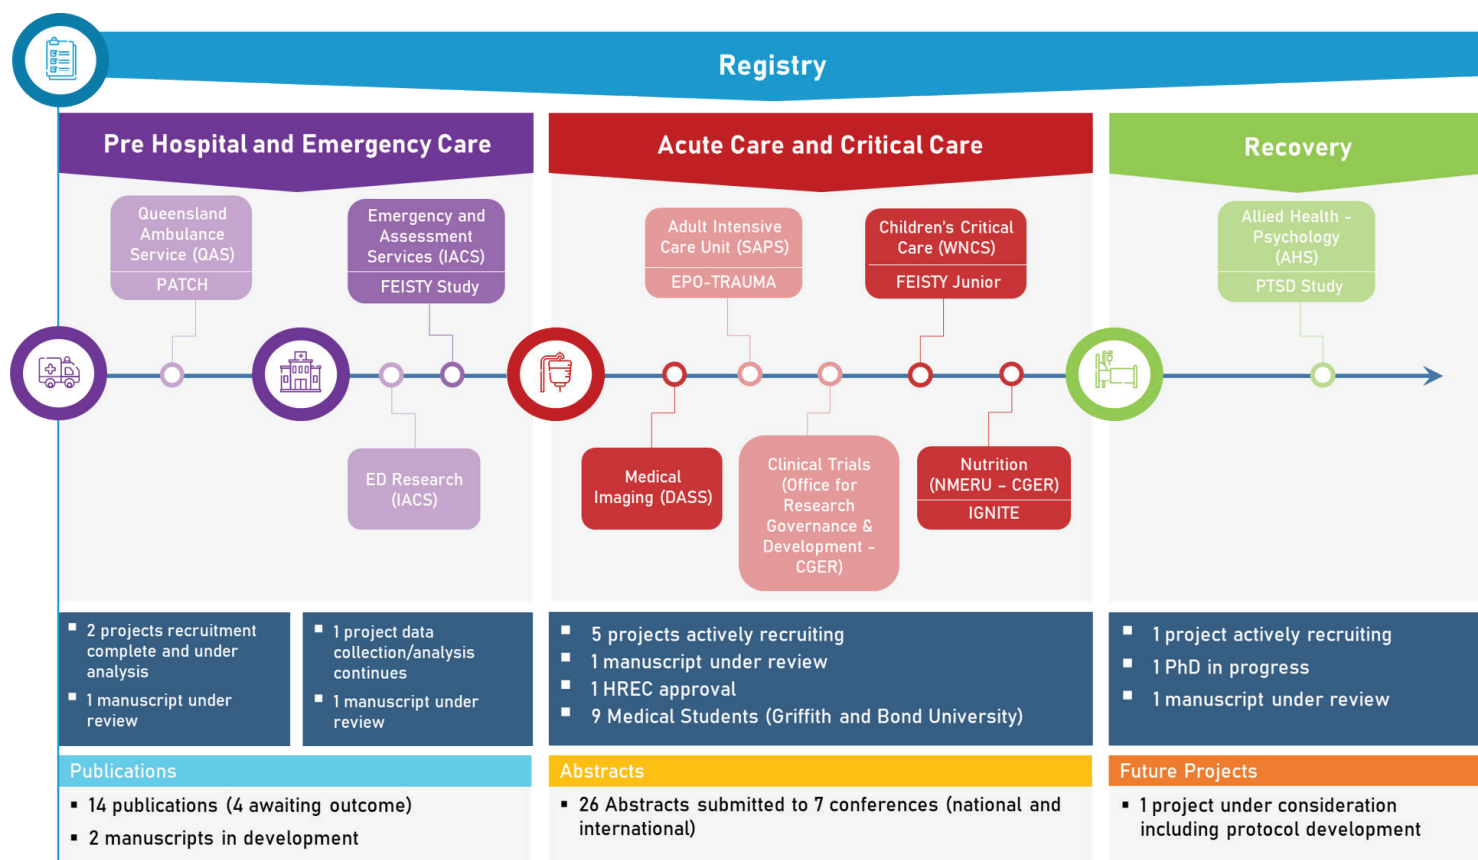 Registry
Pre Hospital and Emergency Care
Acute Care and Critical Care
Recovery
Queensland
Ambulance
Service (QAS)
PATCH
Emergency and
Assessment
Services (IACS)
FEISTY Study
Adult Intensive
Care Unit (SAPS)
EPO-TRAUMA
Children's Critical
Care (WNCS)
FEISTY Junior
Allied Health -
Psychology
(AHS)
PTSD Study
ED Research
(IACS)
Medical
Imaging (DASS)
Clinical Trials
(Office for
Research
Governance &
Development -
CGER)
Nutrition
(NMERU – CGER)
IGNITE
▪ 2 projects recruitment
complete and under
analysis
▪ 1 manuscript under
review
▪ 1 project data
collection/analysis
continues
▪ 1 manuscript under
review
▪ 5 projects actively recruiting
▪ 1 manuscript under review
▪ 1 HREC approval
▪ 9 Medical Students (Griffith and Bond University)
▪ 1 project actively recruiting
▪ 1 PhD in progress
▪ 1 manuscript under review
Publications
▪ 14 publications (4 awaiting outcome)
▪ 2 manuscripts in development
Abstracts
▪ 26 Abstracts submitted to 7 conferences (national and
international)
Future Projects
▪ 1 project under consideration
including protocol development